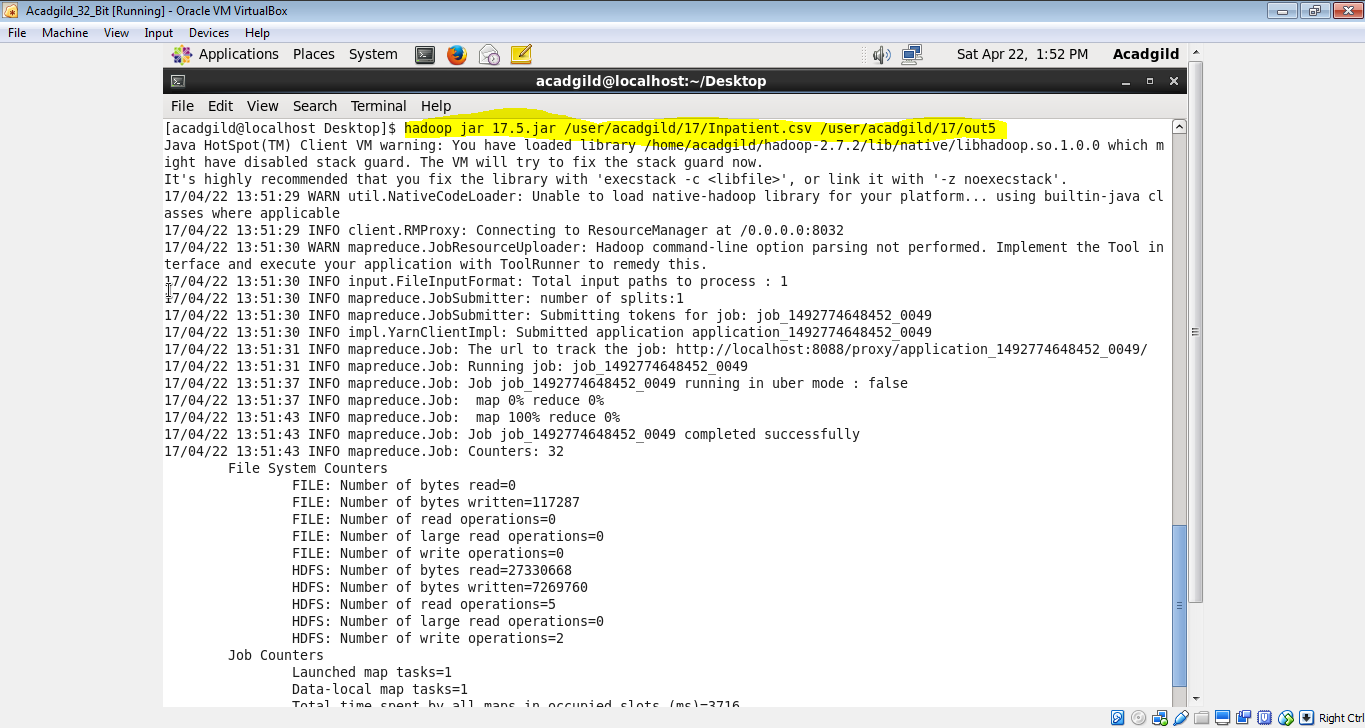 Acadgild_32_Bit [Running] - Oracle VM VirtualBox
File Machine View Input Devices Help
Applications Places System Sat Apr 22, 1:52 PM Acadgild
acadgild@localhost:~/Desktop
File Edit View Search Terminal Help
[acadgild@localhost Desktop]$ hadoop jar 17.5.jar /user/acadgild/17/Inpatient.csv /user/acadgild/17/out5
Java HotSpot(TM) Client VM warning: You have loaded library /home/acadgild/hadoop-2.7.2/lib/native/libhadoop.so.1.0.0 which m
ight have disabled stack guard. The VM will try to fix the stack guard now.
It's highly recommended that you fix the library with 'execstack -c <libfile>', or link it with '-z noexecstack'.
17/04/22 13:51:29 WARN util.NativeCodeLoader: Unable to load native-hadoop library for your platform... using builtin-java cl
asses where applicable
17/04/22 13:51:29 INFO client.RMProxy: Connecting to ResourceManager at /0.0.0.0:8032
17/04/22 13:51:30 WARN mapreduce.JobResourceUploader: Hadoop command-line option parsing not performed. Implement the Tool in
terface and execute your application with ToolRunner to remedy this.
17/04/22 13:51:30 INFO input.FileInputFormat: Total input paths to process : 1
17/04/22 13:51:30 INFO mapreduce.JobSubmitter: number of splits:1
17/04/22 13:51:30 INFO mapreduce.JobSubmitter: Submitting tokens for job: job_1492774648452_0049
17/04/22 13:51:30 INFO impl.YarnClientImpl: Submitted application application_1492774648452_0049
17/04/22 13:51:31 INFO mapreduce.Job: The url to track the job: http://localhost:8088/proxy/application_1492774648452_0049/
17/04/22 13:51:31 INFO mapreduce.Job: Running job: job_1492774648452_0049
17/04/22 13:51:37 INFO mapreduce.Job: Job job_1492774648452_0049 running in uber mode : false
17/04/22 13:51:37 INFO mapreduce.Job:  map 0% reduce 0%
17/04/22 13:51:43 INFO mapreduce.Job:  map 100% reduce 0%
17/04/22 13:51:43 INFO mapreduce.Job: Job job_1492774648452_0049 completed successfully
17/04/22 13:51:43 INFO mapreduce.Job: Counters: 32
File System Counters
FILE: Number of bytes read=0
FILE: Number of bytes written=117287
FILE: Number of read operations=0
FILE: Number of large read operations=0
FILE: Number of write operations=0
HDFS: Number of bytes read=27330668
HDFS: Number of bytes written=7269760
HDFS: Number of read operations=5
HDFS: Number of large read operations=0
HDFS: Number of write operations=2
Job Counters
Launched map tasks=1
Data-local map tasks=1
Total time spent by all maps in occupied slots (ms)=3716
Right Ctrl